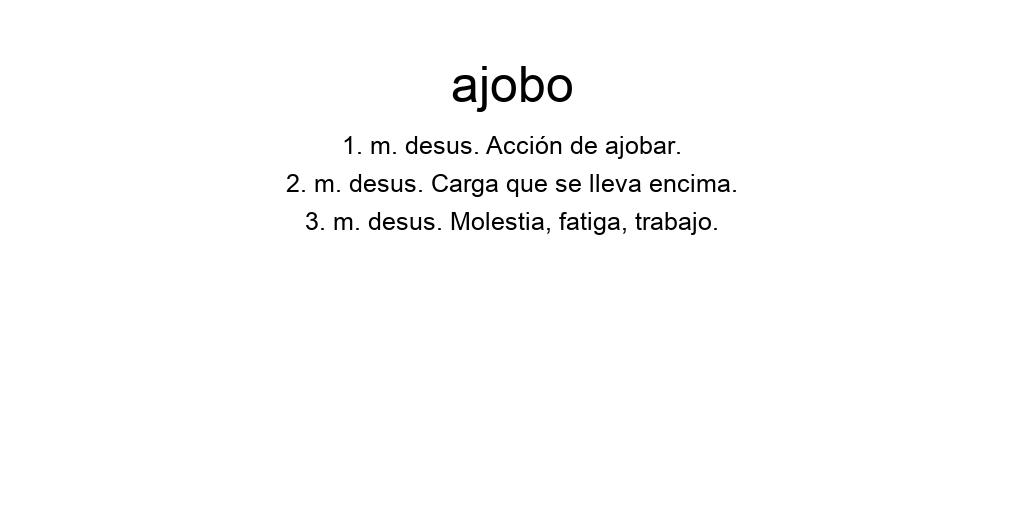 ajobo
1. m. desus. Acción de ajobar.
2. m. desus. Carga que se lleva encima.
3. m. desus. Molestia, fatiga, trabajo.